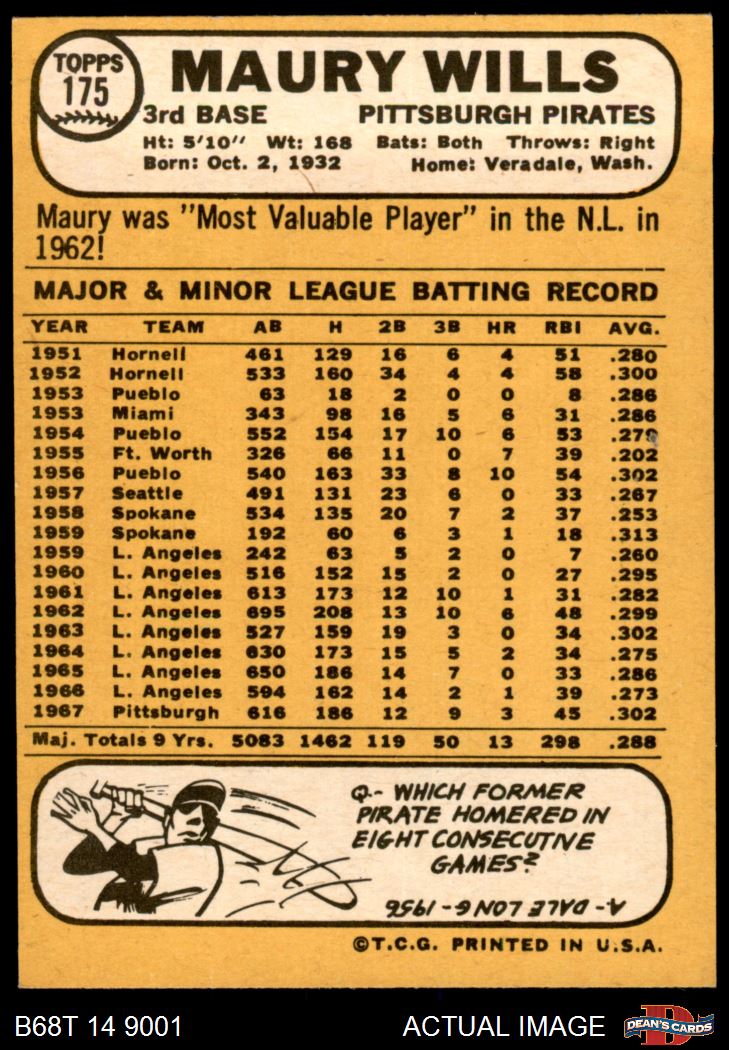 TOPPS
175
MAURY WILLS
3rd BASE PITTSBURGH PIRATES
Ht: 5'10" Wt: 168 Bats: Both Throws: Right
Born: Oct. 2, 1932 Home: Veradale, Wash.
Maury was "Most Valuable Player" in the N.L. in
1962!
MAJOR & MINOR LEAGUE BATTING RECORD
YEAR TEAM AB H 2B 3B HR RBI AVG.
1951 Hornell 461 129 16 6 4 51 .280
1952 Hornell 533 160 34 4 4 58 .300
1953 Pueblo 63 18 2 0 0 8 .286
1953 Miami 343 98 16 5 6 31 .286
1954 Pueblo 552 154 17 10 6 53 .279
1955 Ft. Worth 326 66 11 0 7 39 .202
1956 Pueblo 540 163 33 8 10 54 .302
1957 Seattle 491 131 23 6 0 33 .267
1958 Spokane 534 135 20 7 2 37 .253
1959 Spokane 192 60 6 3 1 18 .313
1959 L. Angeles 242 63 5 2 0 7 .260
1960 L. Angeles 516 152 15 2 0 27 .295
1961 L. Angeles 613 173 12 10 1 31 .282
1962 L. Angeles 695 208 13 10 6 48 .299
1963 L. Angeles 527 159 19 3 0 34 .302
1964 L. Angeles 630 173 15 5 2 34 .275
1965 L. Angeles 650 186 14 7 0 33 .286
1966 L. Angeles 594 162 14 2 1 39 .273
1967 Pittsburgh 616 186 12 9 3 45 .302
Maj. Totals 9 Yrs. 5083 1462 119 50 13 298 .288
Q.- WHICH FORMER
PIRATE HOMERED IN
EIGHT CONSECUTIVE
GAMES?
A- DALE LONG - 1956
©T.C.G. PRINTED IN U.S.A.
B68T 14 9001 ACTUAL IMAGE DEAN'S CARDS